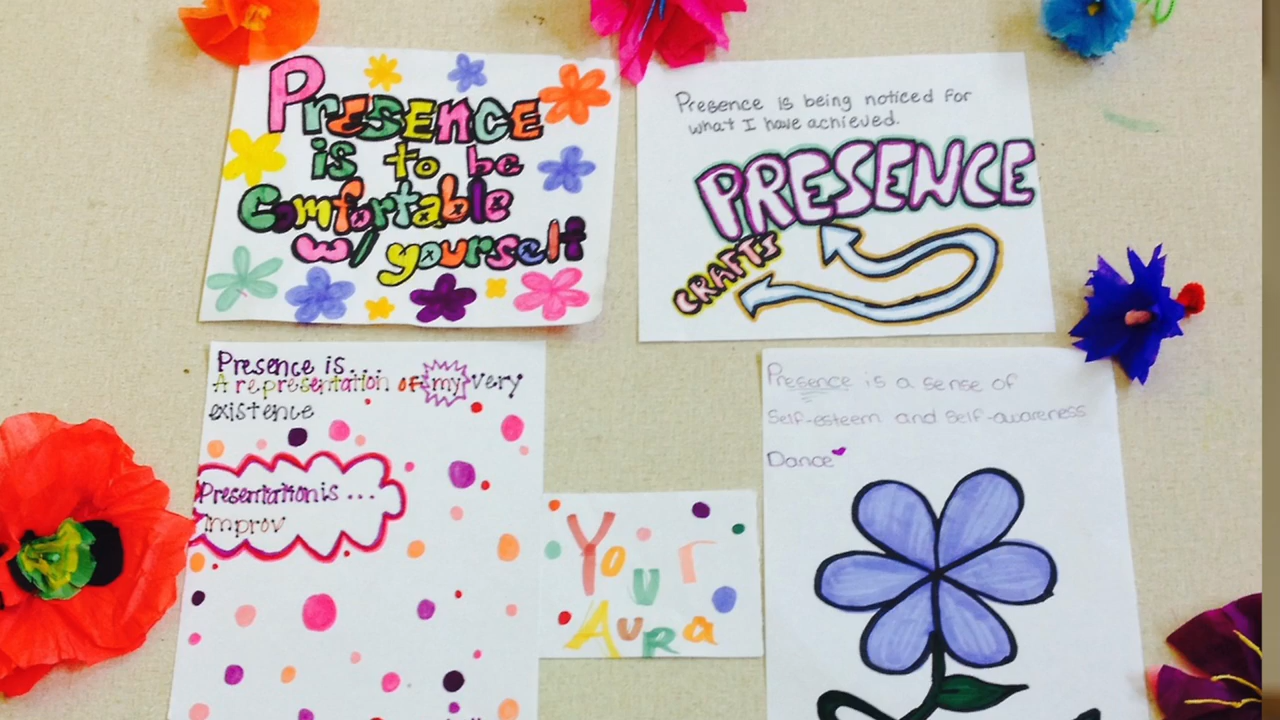 PRESENCE
is to be
Comfortable
w/ yourself
Presence is being noticed for
what I have achieved.
PRESENCE
CRAFTS
Presence is...
A representation of my very
existence
Presentation is ...
Improv
Your
Aura
Presence is a sense of
Self-esteem and Self-awareness
Dance